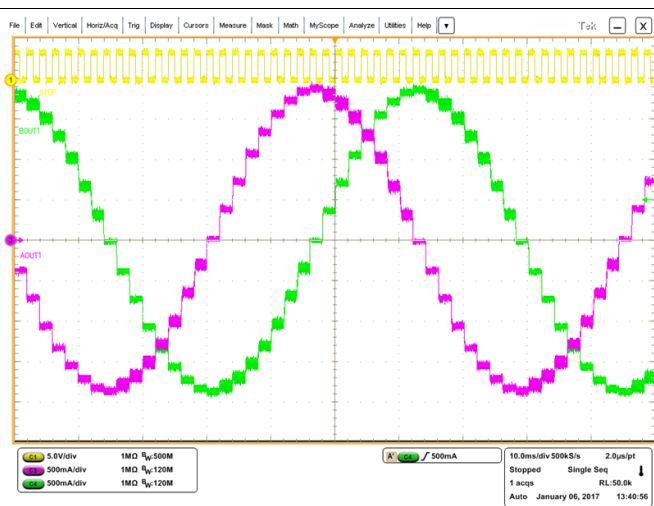 File Edit Vertical Horiz/Acq Trig Display Cursors Measure Mask Math MyScope Analyze Utilities Help Tek X
1
STEP
BOUT1
3
AOUT1
C1 5.0V/div 1MΩ BW:500M
C3 500mA/div 1MΩ BW:120M
C4 500mA/div 1MΩ BW:120M
A' C4 500mA
10.0ms/div 500kS/s 2.0µs/pt
Stopped Single Seq
1 acqs RL:50.0k
Auto January 06, 2017 13:40:56